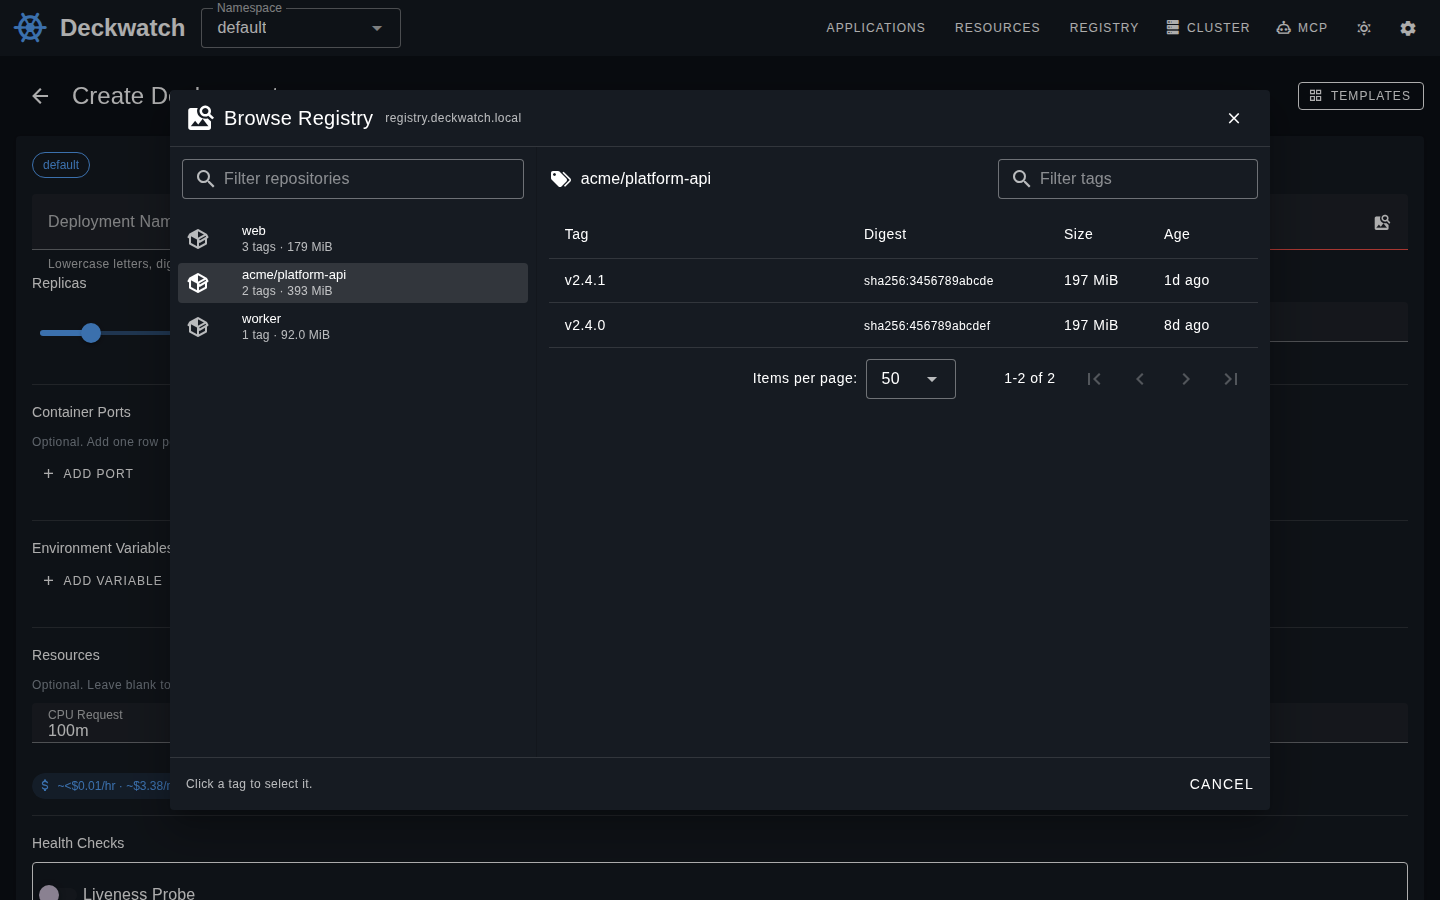 Deckwatch
Namespace
default
APPLICATIONS
RESOURCES
REGISTRY
CLUSTER
MCP
Create De
TEMPLATES
Browse Registry
registry.deckwatch.local
default
Filter repositories
acme/platform-api
Filter tags
Deployment Nam
Lowercase letters, dig
Replicas
web
3 tags · 179 MiB
acme/platform-api
2 tags · 393 MiB
worker
1 tag · 92.0 MiB
Tag Digest Size Age
v2.4.1 sha256:3456789abcde 197 MiB 1d ago
v2.4.0 sha256:456789abcdef 197 MiB 8d ago
Items per page: 50 1-2 of 2
Container Ports
Optional. Add one row p
ADD PORT
Environment Variables
ADD VARIABLE
Resources
Optional. Leave blank to
CPU Request
100m
~<$0.01/hr · ~$3.38/
Click a tag to select it.
CANCEL
Health Checks
Liveness Probe